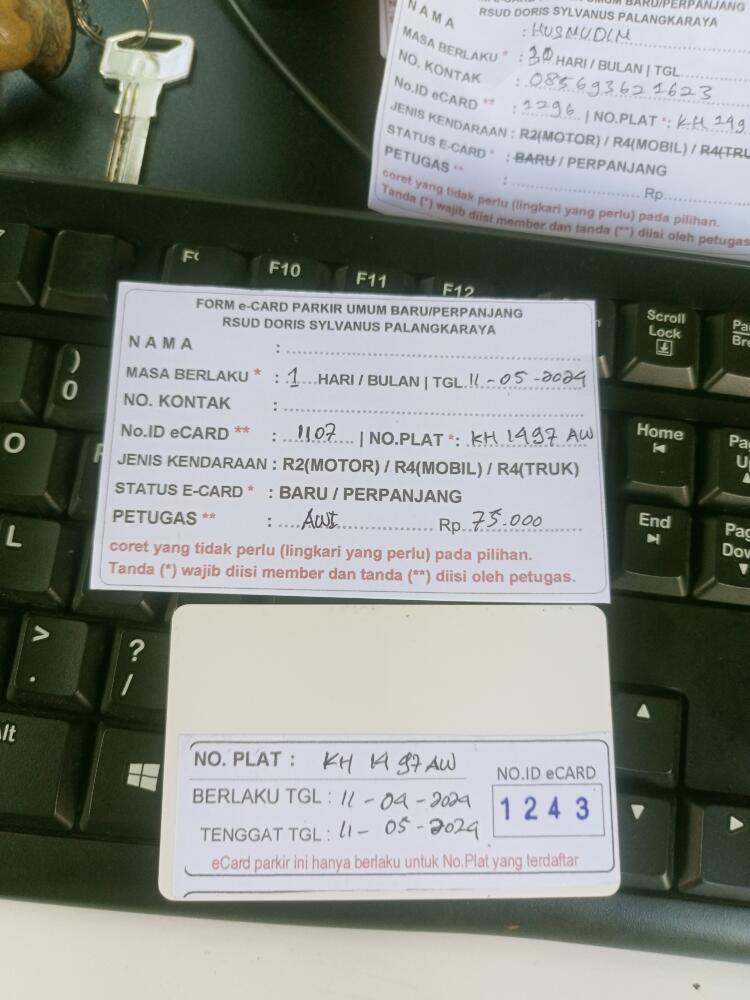 RSUD DORIS SYLVANUS PALANGKARAYA
NAMA : HUSMUDIN
MASA BERLAKU * : 30 HARI / BULAN | TGL
NO. KONTAK : 085693621623
No.ID eCARD ** : 1296 | NO.PLAT *: KH 149
JENIS KENDARAAN : R2(MOTOR) / R4(MOBIL) / R4(TRU
STATUS E-CARD * : BARU / PERPANJANG
PETUGAS ** : Rp.
coret yang tidak perlu (lingkari yang perlu) pada pilihan.
Tanda (*) wajib diisi member dan tanda (**) diisi oleh petugas
F10
F11
F12
Scroll
Lock
)
0
O
L
Home
End
>
.
?
/
FORM e-CARD PARKIR UMUM BARU/PERPANJANG
RSUD DORIS SYLVANUS PALANGKARAYA
NAMA :
MASA BERLAKU * : 1 HARI / BULAN | TGL. 11-05-2024
NO. KONTAK :
No.ID eCARD ** : 1107 | NO.PLAT *: KH 1497 AW
JENIS KENDARAAN : R2(MOTOR) / R4(MOBIL) / R4(TRUK)
STATUS E-CARD * : BARU / PERPANJANG
PETUGAS ** : Rp. 75.000
coret yang tidak perlu (lingkari yang perlu) pada pilihan.
Tanda (*) wajib diisi member dan tanda (**) diisi oleh petugas.
NO. PLAT : KH 1497 AW
NO.ID eCARD
BERLAKU TGL : 11-04-2024
1243
TENGGAT TGL : 11-05-2024
eCard parkir ini hanya berlaku untuk No.Plat yang terdaftar